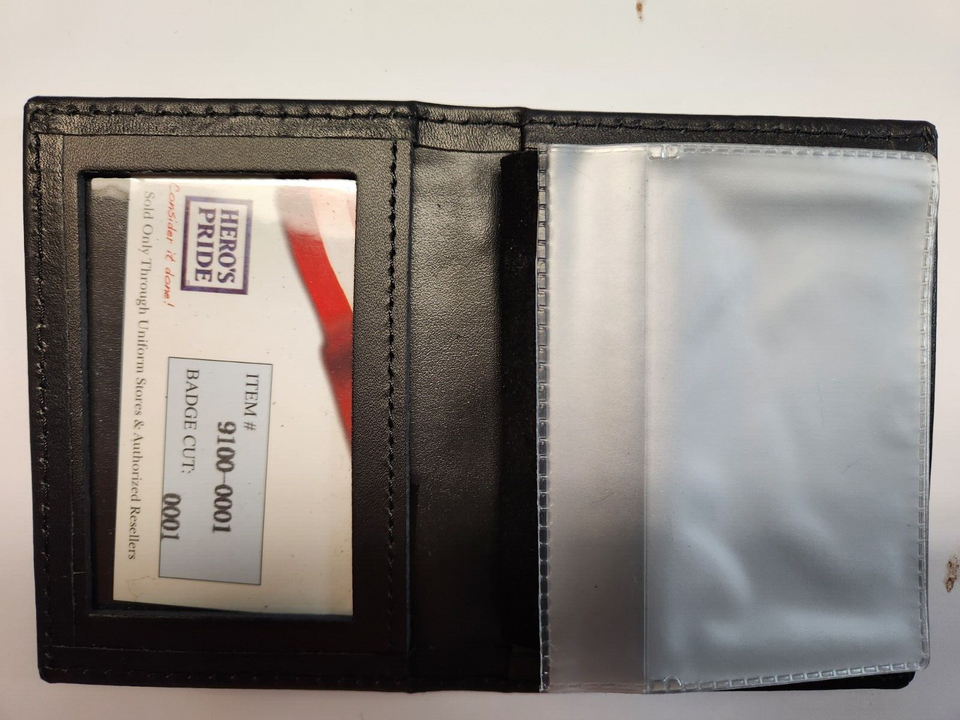 HERO'S
PRIDE
Consider it done!
Sold Only Through Uniform Stores & Authorized Resellers
ITEM #
9100-0001
BADGE CUT:
0001